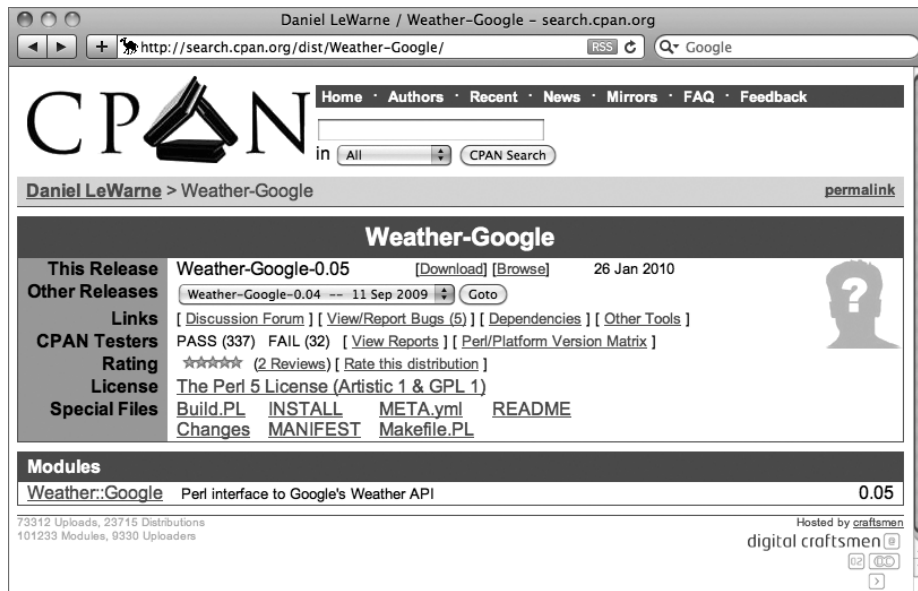 Daniel LeWarne / Weather-Google – search.cpan.org
http://search.cpan.org/dist/Weather-Google/ RSS Google
CPAN
Home · Authors · Recent · News · Mirrors · FAQ · Feedback
in All CPAN Search
Daniel LeWarne > Weather-Google permalink
Weather-Google
This Release Weather-Google-0.05 [Download] [Browse] 26 Jan 2010
Other Releases Weather-Google-0.04 -- 11 Sep 2009 Goto
Links [ Discussion Forum ] [ View/Report Bugs (5) ] [ Dependencies ] [ Other Tools ]
CPAN Testers PASS (337) FAIL (32) [ View Reports ] [ Perl/Platform Version Matrix ]
Rating (2 Reviews) [ Rate this distribution ]
License The Perl 5 License (Artistic 1 & GPL 1)
Special Files Build.PL INSTALL META.yml README
Changes MANIFEST Makefile.PL
?
Modules
Weather::Google Perl interface to Google's Weather API 0.05
73312 Uploads, 23715 Distributions
101233 Modules, 9330 Uploaders
Hosted by craftsmen
digital craftsmen